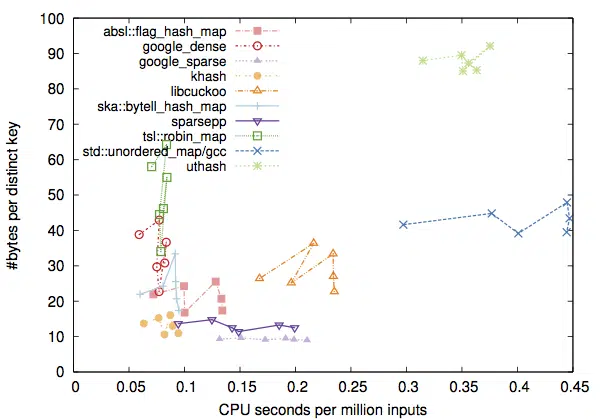 100
90
80
70
60
50
40
30
20
10
0
#bytes per distinct key
absl::flag_hash_map
google_dense
google_sparse
khash
libcuckoo
ska::bytell_hash_map
sparsepp
tsl::robin_map
std::unordered_map/gcc
uthash
0 0.05 0.1 0.15 0.2 0.25 0.3 0.35 0.4 0.45
CPU seconds per million inputs